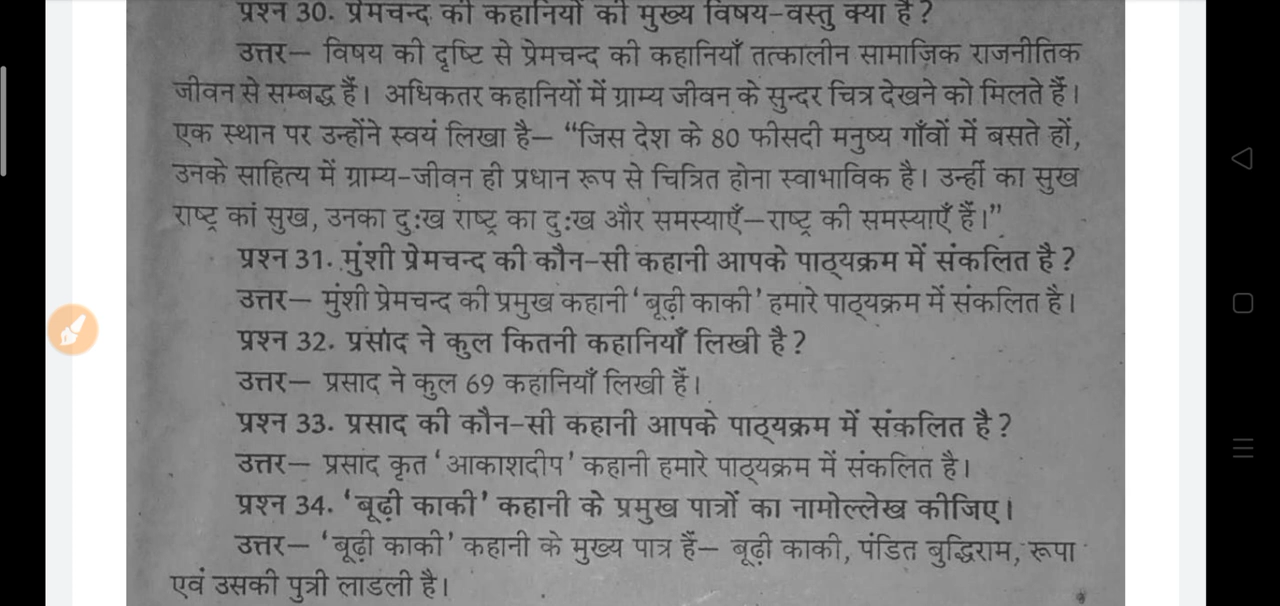 प्रश्न 30. प्रेमचन्द की कहानियों की मुख्य विषय-वस्तु क्या है?
उत्तर— विषय की दृष्टि से प्रेमचन्द की कहानियाँ तत्कालीन सामाजिक राजनीतिक
जीवन से सम्बद्ध हैं। अधिकतर कहानियों में ग्राम्य जीवन के सुन्दर चित्र देखने को मिलते हैं।
एक स्थान पर उन्होंने स्वयं लिखा है— “जिस देश के 80 फीसदी मनुष्य गाँवों में बसते हों,
उनके साहित्य में ग्राम्य-जीवन ही प्रधान रूप से चित्रित होना स्वाभाविक है। उन्हीं का सुख
राष्ट्र कां सुख, उनका दुःख राष्ट्र का दुःख और समस्याएँ—राष्ट्र की समस्याएँ हैं।”
प्रश्न 31. मुंशी प्रेमचन्द की कौन-सी कहानी आपके पाठ्यक्रम में संकलित है?
उत्तर— मुंशी प्रेमचन्द की प्रमुख कहानी ‘बूढ़ी काकी’ हमारे पाठ्यक्रम में संकलित है।
प्रश्न 32. प्रसाद ने कुल कितनी कहानियाँ लिखी है?
उत्तर— प्रसाद ने कुल 69 कहानियाँ लिखी हैं।
प्रश्न 33. प्रसाद की कौन-सी कहानी आपके पाठ्यक्रम में संकलित है?
उत्तर— प्रसाद कृत ‘आकाशदीप’ कहानी हमारे पाठ्यक्रम में संकलित है।
प्रश्न 34. ‘बूढ़ी काकी’ कहानी के प्रमुख पात्रों का नामोल्लेख कीजिए।
उत्तर— ‘बूढ़ी काकी’ कहानी के मुख्य पात्र हैं— बूढ़ी काकी, पंडित बुद्धिराम, रूपा
एवं उसकी पुत्री लाडली है।